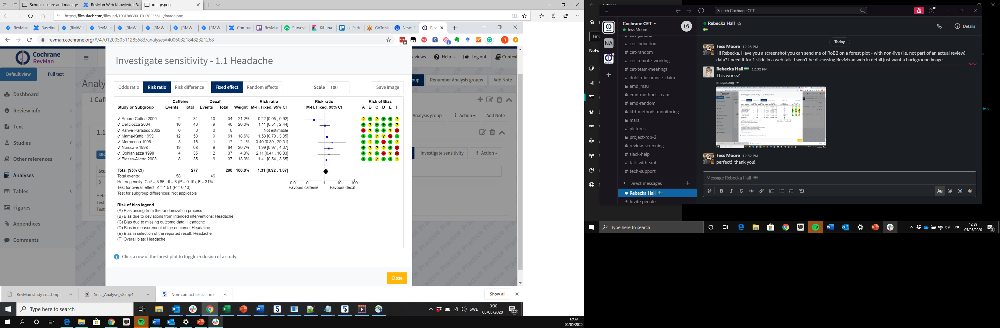 School closure and manage
RevMan Web Knowledge Ba
image.png
https://files.slack.com/files-pri/T03E96G9X-F0138F355UL/image.png
RevMan
Baseline
[RMW-
RevMan
[RMW-
[RMW-
[RMW-
[RMW-
Compar
RevMan
Survey
Kibana
Let's de
GoToMe
News F
Rev
revman.cochrane.org/#/470120050511285583/analyses#400603218482321268
Cochrane
RevMan
eviews
Help
Log out
Context
Default view
Full text
Dashboard
Review info
Text
Studies
Other references
Analyses
Tables
Figures
Appendices
Comments
Analy
oup
Renumber Analysis groups
Add Note
1 Caff
Analysis group
Action
Add Note
1.1
Investigate sensitivity
Action
Stu
8
Hete
Test
Test
Investigate sensitivity - 1.1 Headache
Odds ratio Risk ratio Risk difference Fixed effect Random effects Scale 100 Save image
Caffeine Decaf Risk ratio Risk ratio Risk of Bias
Study or Subgroup Events Total Events Total Weight M-H, Fixed, 95% CI M-H, Fixed, 95% CI A B C D E F
✓ Amore-Coffea 2000 2 31 10 34 21.2% 0.22 [0.05 , 0.92] ? + ? + + ?
✓ Deliciozza 2004 10 40 9 40 20.0% 1.11 [0.51 , 2.44] + ? + + + ?
✓ Kahve-Paradiso 2002 0 0 0 0 Not estimable - ? + + ? -
✓ Mama-Kaffa 1999 12 53 9 61 18.6% 1.53 [0.70 , 3.35] + + ? ? - +
✓ Morrocona 1998 3 15 1 17 2.1% 3.40 [0.39 , 29.31] + ? + - + ?
✓ Norscafe 1998 19 68 9 64 20.7% 1.99 [0.97 , 4.07] + ? ? ? + -
✓ Oohlahlazza 1998 4 35 2 37 4.3% 2.11 [0.41 , 10.83] + ? + - ? -
✓ Piazza-Allerta 2003 8 35 6 37 13.0% 1.41 [0.54 , 3.65] + + ? + + ?
Total (95% CI) 277 290 100.0% 1.31 [0.92 , 1.87]
Total events: 58 46
Heterogeneity: Chi² = 8.66, df = 6 (P = 0.19); I² = 31%
Test for overall effect: Z = 1.51 (P = 0.13)
Test for subgroup differences: Not applicable
0.01 0.1 1 10 100
Favours caffeine Favours decaf
Risk of bias legend
(A) Bias arising from the randomization process
(B) Bias due to deviations from intended interventions: Headache
(C) Bias due to missing outcome data: Headache
(D) Bias in measurement of the outcome: Headache
(E) Bias in selection of the reported result: Headache
(F) Overall bias: Headache
Click a row of the forest plot to toggle exclusion of a study.
Close
Practice
RevMan study ce....bmpr
Sens_Analysis_v2.mp4
Non-contact tests....rm5
Show all
Type here to search
SWE
13:30
05/05/2020
42
12:39
05/05/2020
Settings
Netw
Search Cochrane CET
Cochrane CET
Tess Moore
NA
# cet-general
# cet-induction
# cet-random
# cet-remote-working
# cet-team-meetings
# dublin-insurance-claim
emd_msu
emd-methods-team
emd-random
ktd-methods-monitoring
mars
# pictures
project-rob-2
review-screening
# slack-help
# talk-with-smt
# tech-support
Direct messages
Rebecka Hall
+ Invite people
Rebecka Hall
Details
Today
Tess Moore 12:28 PM
Hi Rebecka, Have you a screenshot you can send me of RoB2 on a forest plot - with non-live (i.e. not part of an actual review)
data? I need it for 1 slide in a web talk. I won't be discussing RevM<an web in detail just want a background image.
New
Rebecka Hall 12:32 PM
This works?
image.png
Investigate sensitivity - 1.1 Headache
Tess Moore 12:39 PM
perfect! thank you!
Message Rebecka Hall
Type here to search
ENG
12:39
05/05/2020
2